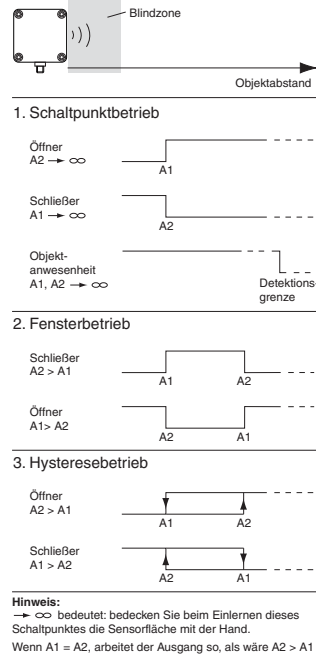 Blindzone
Objektabstand
1. Schaltpunktbetrieb
Öffner
A2 → ∞
A1
Schließer
A1 → ∞
A2
Objekt-
anwesenheit
A1, A2 → ∞
Detektions-
grenze
2. Fensterbetrieb
Schließer
A2 > A1
A1 A2
Öffner
A1> A2
A2 A1
3. Hysteresebetrieb
Öffner
A2 > A1
A1 A2
Schließer
A1 > A2
A2 A1
Hinweis:
→ ∞ bedeutet: bedecken Sie beim Einlernen dieses
Schaltpunktes die Sensorfläche mit der Hand.
Wenn A1 = A2, arbeitet der Ausgang so, als wäre A2 > A1